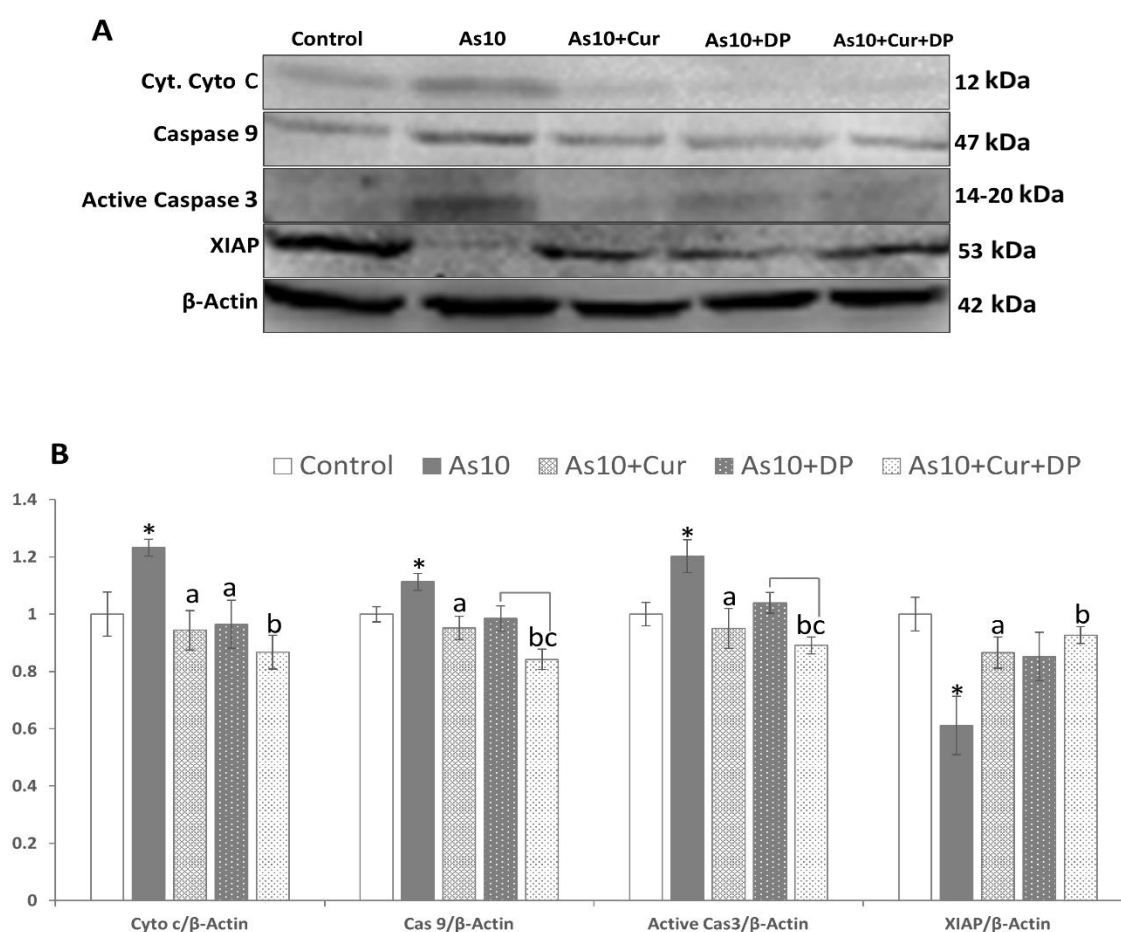 A
Control As10 As10+Cur As10+DP As10+Cur+DP
Cyt. Cyto C 12 kDa
Caspase 9 47 kDa
Active Caspase 3 14-20 kDa
XIAP 53 kDa
β-Actin 42 kDa
B
Control As10 As10+Cur As10+DP As10+Cur+DP
1.4
1.2
1
0.8
0.6
0.4
0.2
0
* a a b
* a bc
* a bc
* a b
Cyto c/β-Actin Cas 9/β-Actin Active Cas3/β-Actin XIAP/β-Actin